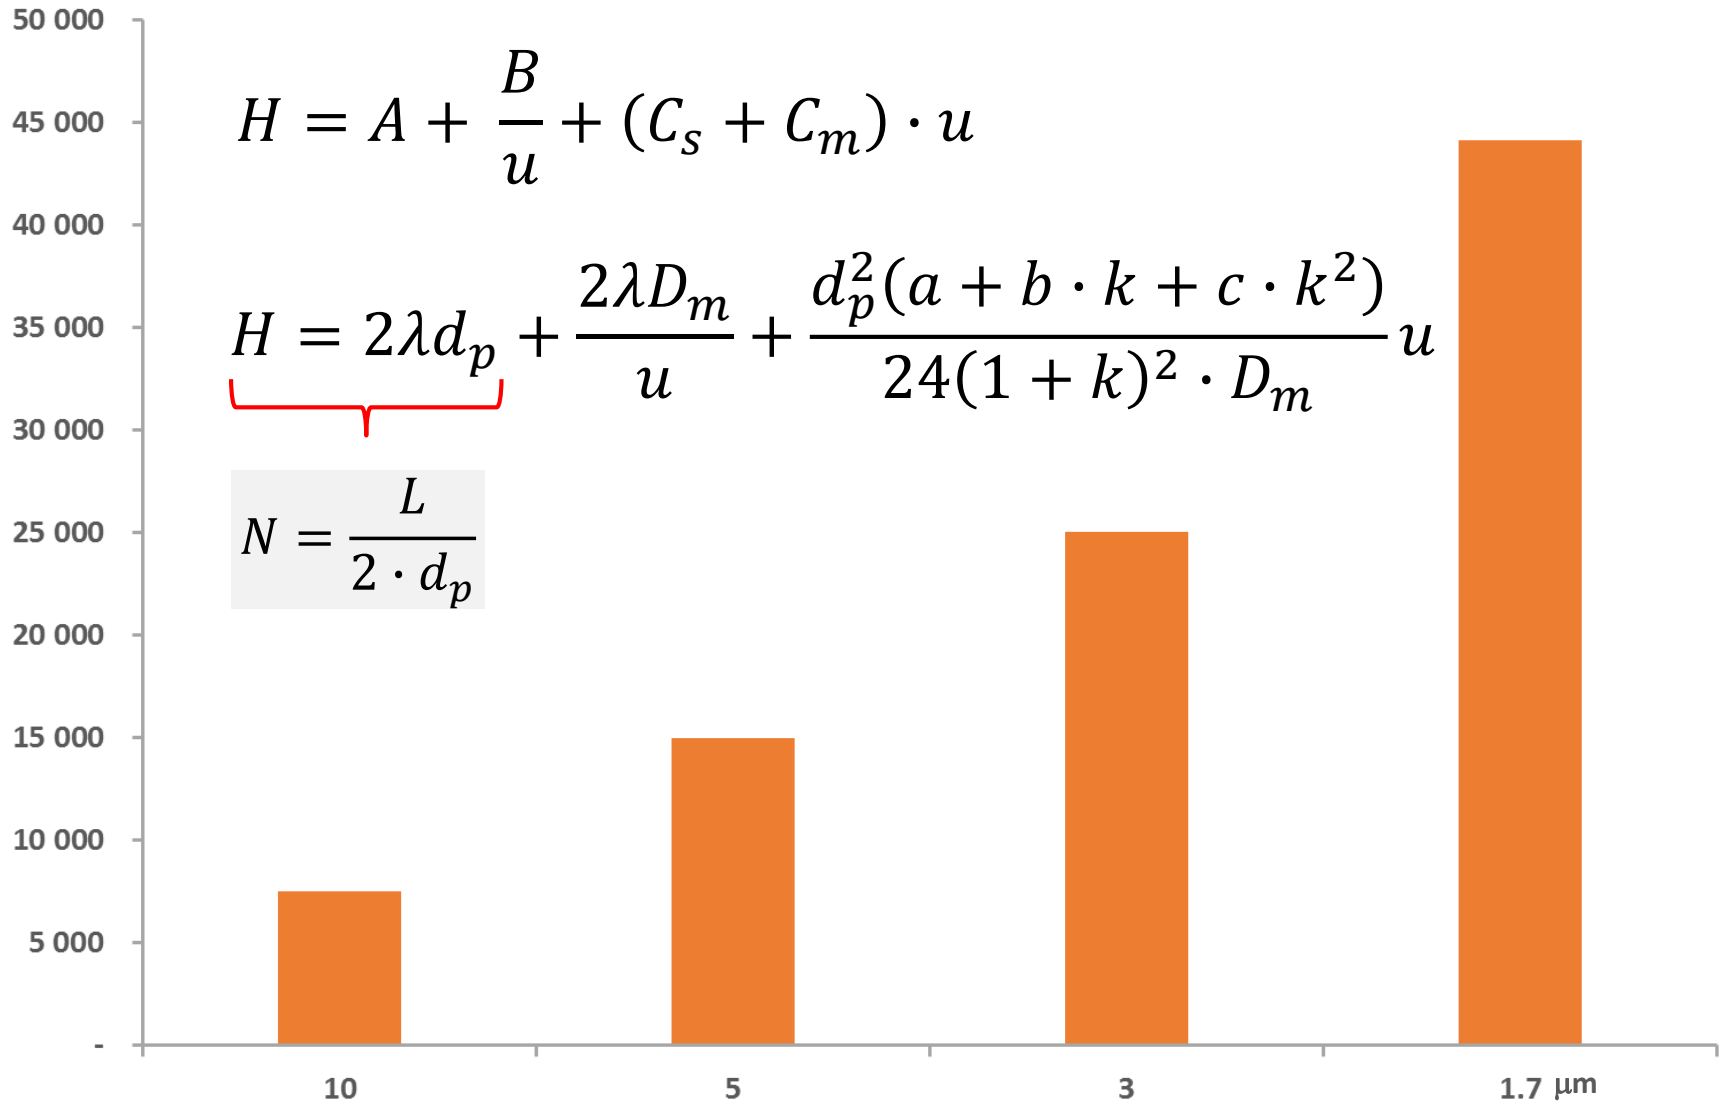 50 000
45 000
40 000
35 000
30 000
25 000
20 000
15 000
10 000
5 000
-
H = A + B/u + (C_s + C_m) · u
H = 2λd_p + 2λD_m/u + d_p^2(a + b · k + c · k^2)/24(1 + k)^2 · D_m u
N = L/2 · d_p
10 5 3 1.7 μm